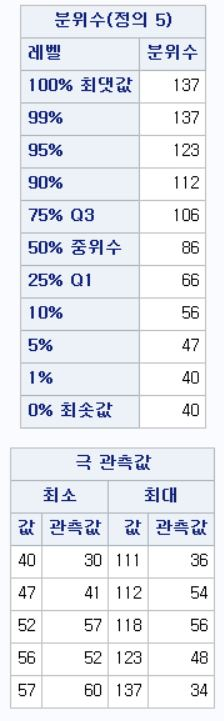 분위수(정의 5)
레벨 분위수
100% 최댓값 137
99% 137
95% 123
90% 112
75% Q3 106
50% 중위수 86
25% Q1 66
10% 56
5% 47
1% 40
0% 최솟값 40
극 관측값
최소 최대
값 관측값 값 관측값
40 30 111 36
47 41 112 54
52 57 118 56
56 52 123 48
57 60 137 34